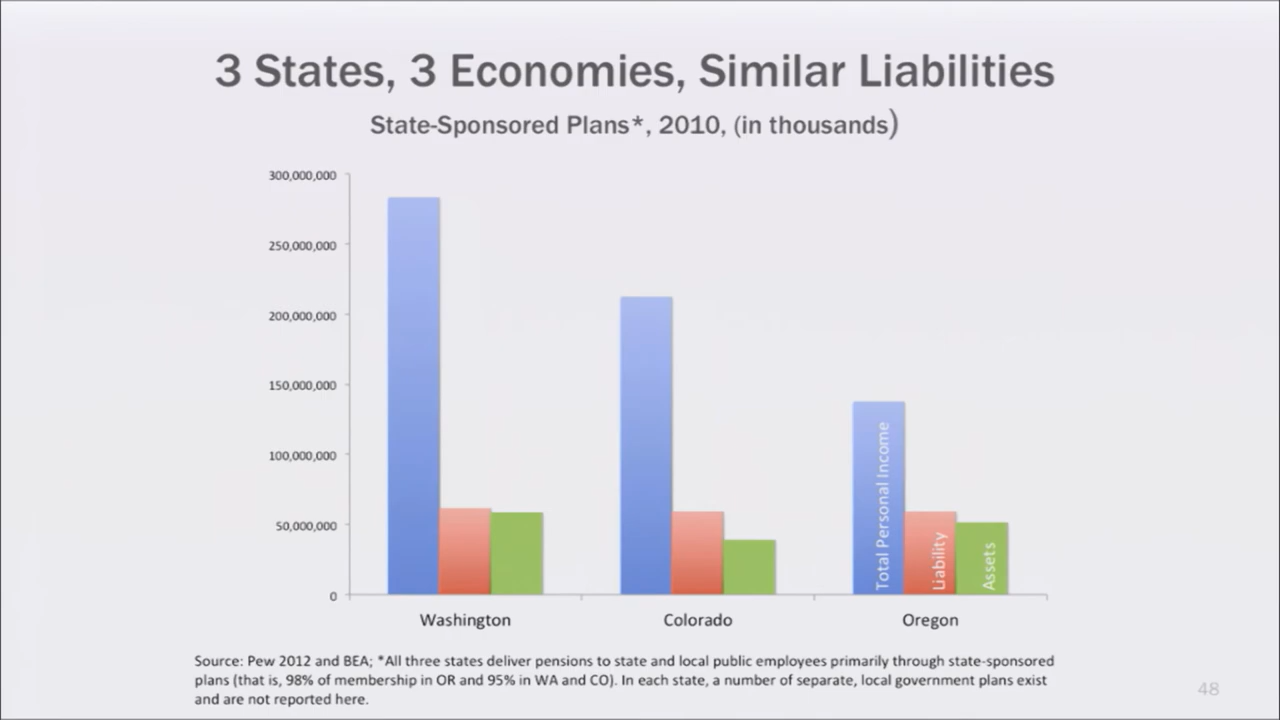 3 States, 3 Economies, Similar Liabilities
State-Sponsored Plans*, 2010, (in thousands)
300,000,000
250,000,000
200,000,000
150,000,000
100,000,000
50,000,000
0
Total Personal Income
Liability
Assets
Washington
Colorado
Oregon
Source: Pew 2012 and BEA; *All three states deliver pensions to state and local public employees primarily through state-sponsored
plans (that is, 98% of membership in OR and 95% in WA and CO). In each state, a number of separate, local government plans exist
and are not reported here.
48